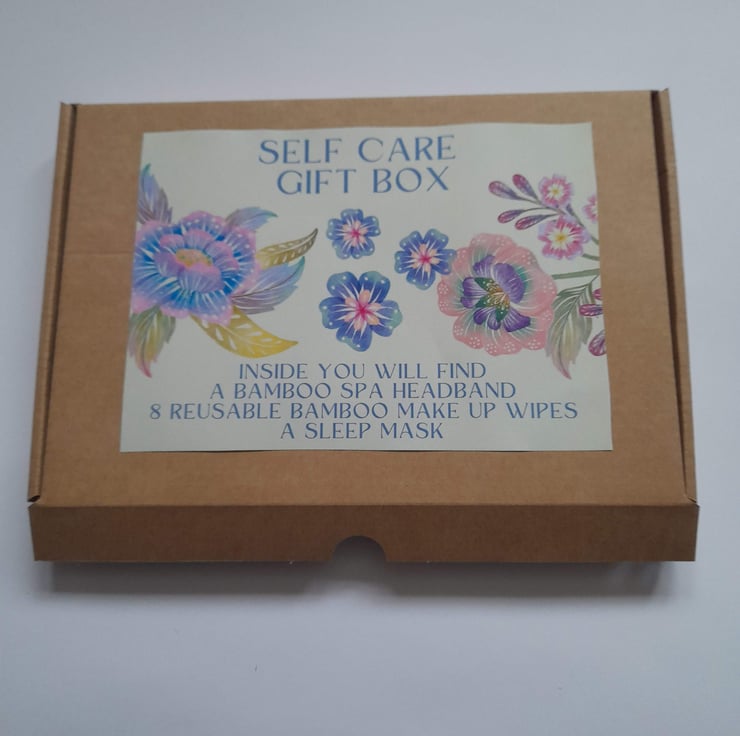 SELF CARE
GIFT BOX
INSIDE YOU WILL FIND
A BAMBOO SPA HEADBAND
8 REUSABLE BAMBOO MAKE UP WIPES
A SLEEP MASK